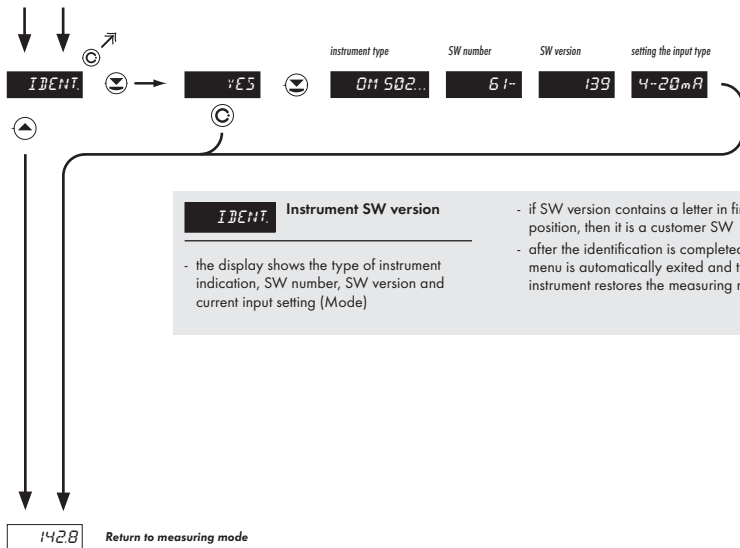 instrument type SW number SW version setting the input type
IDENT. YES OM 502... 61- 139 4-20mA
IDENT. Instrument SW version
- the display shows the type of instrument
indication, SW number, SW version and
current input setting (Mode)
- if SW version contains a letter in
position, then it is a customer SW
- after the identification is completed
menu is automatically exited and
instrument restores the measuring
142.8 Return to measuring mode